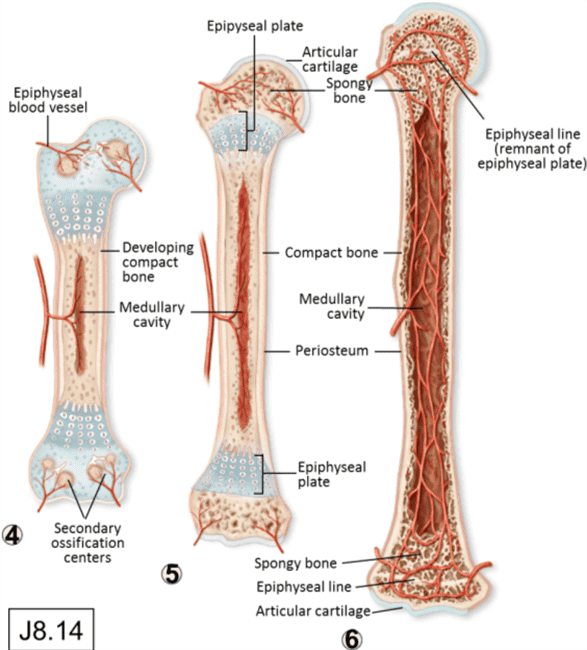 Epipyseal plate
Articular
cartilage
Epiphyseal
blood vessel
Spongy
bone
Epiphyseal line
(remnant of
epiphyseal plate)
Developing
compact
bone
Compact bone
Medullary
cavity
Medullary
cavity
Periosteum
Epiphyseal
plate
Secondary
ossification
centers
4
5
Spongy bone
Epiphyseal line
Articular cartilage
6
J8.14